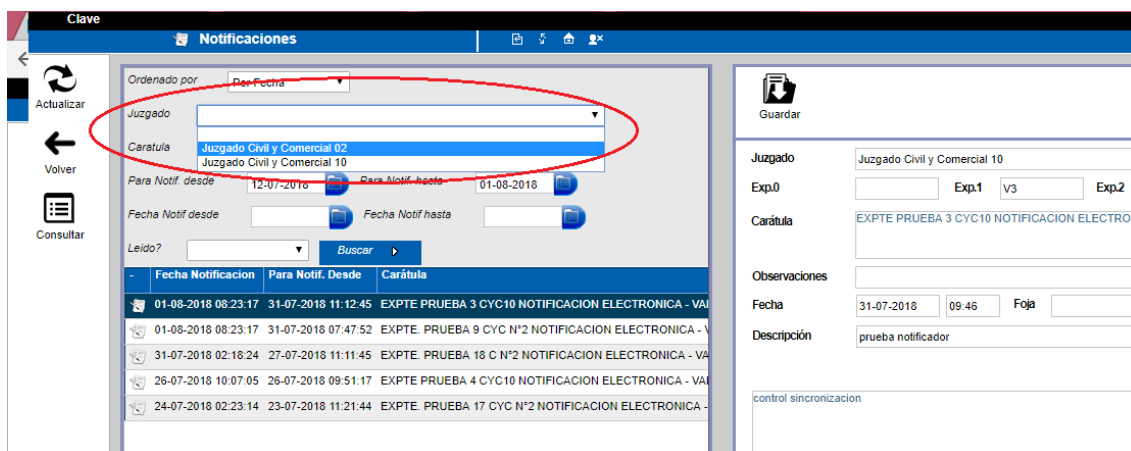 Clave
Notificaciones
Actualizar
Volver
Consultar
Ordenado por Por Fecha
Juzgado
Juzgado Civil y Comercial 02
Caratula
Juzgado Civil y Comercial 10
Para Notif. desde 12-07-2018 Para Notif. hasta 01-08-2018
Fecha Notif desde Fecha Notif hasta
Leido? Buscar
- Fecha Notificacion Para Notif. Desde Carátula
01-08-2018 08:23:17 31-07-2018 11:12:45 EXPTE PRUEBA 3 CYC10 NOTIFICACION ELECTRONICA - VAI
01-08-2018 08:23:17 31-07-2018 07:47:52 EXPTE. PRUEBA 9 CYC N°2 NOTIFICACION ELECTRONICA - V
31-07-2018 02:18:24 27-07-2018 11:11:45 EXPTE. PRUEBA 18 C N°2 NOTIFICACION ELECTRONICA - VA
26-07-2018 10:07:05 26-07-2018 09:51:17 EXPTE PRUEBA 4 CYC10 NOTIFICACION ELECTRONICA - VAI
24-07-2018 02:23:14 23-07-2018 11:21:44 EXPTE. PRUEBA 17 CYC N°2 NOTIFICACION ELECTRONICA -
Guardar
Juzgado Juzgado Civil y Comercial 10
Exp.0 Exp.1 V3 Exp.2
Carátula EXPTE PRUEBA 3 CYC10 NOTIFICACION ELECTRO
Observaciones
Fecha 31-07-2018 09:46 Foja
Descripción prueba notificador
control sincronizacion